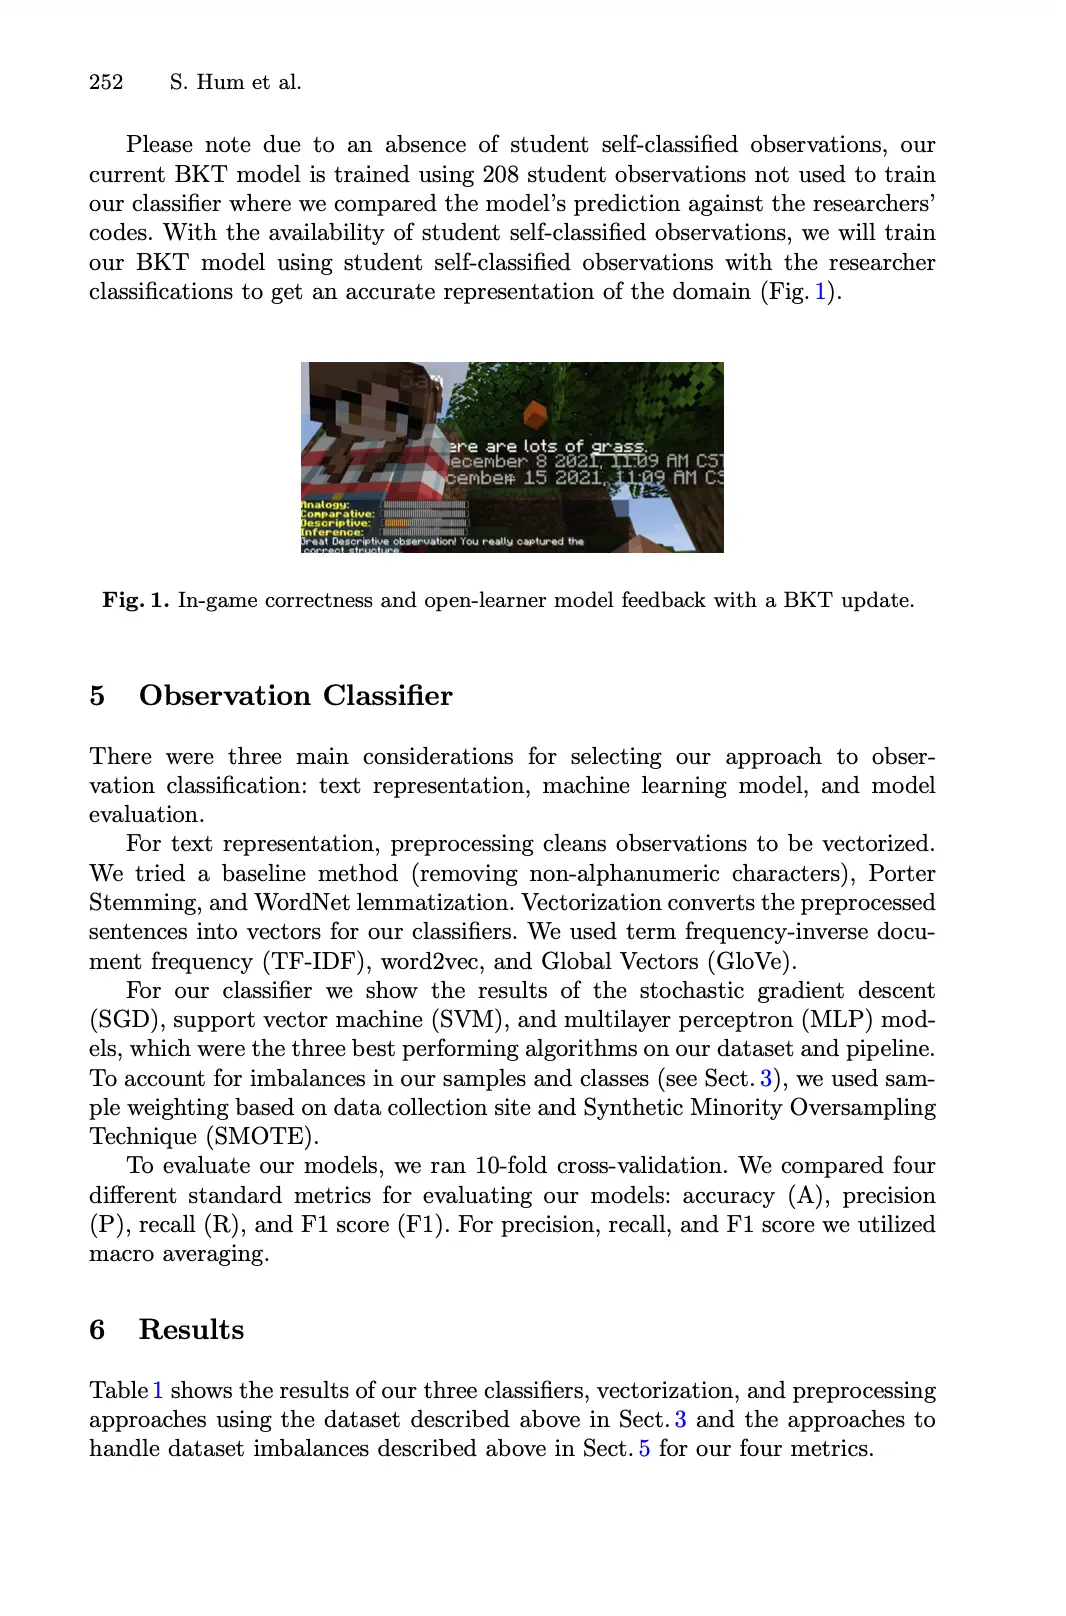 252 S. Hum et al.
Please note due to an absence of student self-classified observations, our
current BKT model is trained using 208 student observations not used to train
our classifier where we compared the model's prediction against the researchers'
codes. With the availability of student self-classified observations, we will train
our BKT model using student self-classified observations with the researcher
classifications to get an accurate representation of the domain (Fig. 1).
Sam
ere are lots of grass.
ecember 8 2021, 11:09 AM CST
cember 15 2021, 11:09 AM CS
Analogy:
Comparative:
Descriptive:
Inference:
Great Descriptive observation! You really captured the
correct structure
Fig. 1. In-game correctness and open-learner model feedback with a BKT update.
5 Observation Classifier
There were three main considerations for selecting our approach to obser-
vation classification: text representation, machine learning model, and model
evaluation.
For text representation, preprocessing cleans observations to be vectorized.
We tried a baseline method (removing non-alphanumeric characters), Porter
Stemming, and WordNet lemmatization. Vectorization converts the preprocessed
sentences into vectors for our classifiers. We used term frequency-inverse docu-
ment frequency (TF-IDF), word2vec, and Global Vectors (GloVe).
For our classifier we show the results of the stochastic gradient descent
(SGD), support vector machine (SVM), and multilayer perceptron (MLP) mod-
els, which were the three best performing algorithms on our dataset and pipeline.
To account for imbalances in our samples and classes (see Sect. 3), we used sam-
ple weighting based on data collection site and Synthetic Minority Oversampling
Technique (SMOTE).
To evaluate our models, we ran 10-fold cross-validation. We compared four
different standard metrics for evaluating our models: accuracy (A), precision
(P), recall (R), and F1 score (F1). For precision, recall, and F1 score we utilized
macro averaging.
6 Results
Table 1 shows the results of our three classifiers, vectorization, and preprocessing
approaches using the dataset described above in Sect. 3 and the approaches to
handle dataset imbalances described above in Sect. 5 for our four metrics.